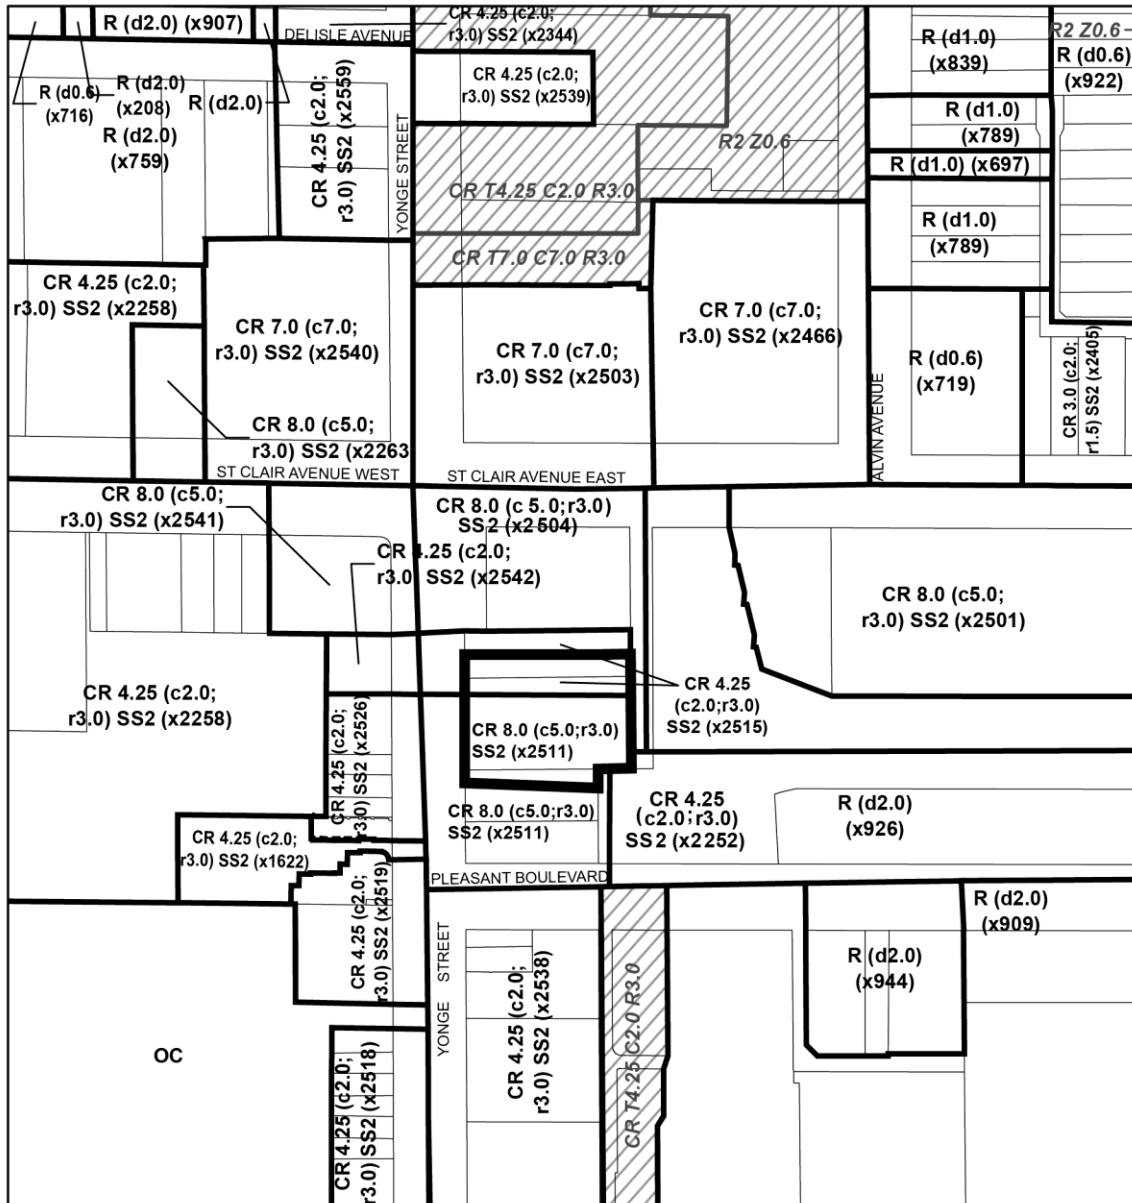 R (d2.0) (x907)
DELISLE AVENUE
CR 4.25 (c2.0;
r3.0) SS2 (x2344)
R (d1.0)
(x839)
R2 Z0.6
R (d0.6)
(x922)
R (d0.6)
(x716)
R (d2.0)
(x208)
R (d2.0)
R (d2.0)
(x759)
CR 4.25 (c2.0;
r3.0) SS2 (x2559)
YONGE STREET
CR 4.25 (c2.0;
r3.0) SS2 (x2539)
R2 Z0.6
R (d1.0)
(x789)
R (d1.0) (x697)
CR T4.25 C2.0 R3.0
R (d1.0)
(x789)
CR T7.0 C7.0 R3.0
CR 4.25 (c2.0;
r3.0) SS2 (x2258)
CR 7.0 (c7.0;
r3.0) SS2 (x2540)
CR 7.0 (c7.0;
r3.0) SS2 (x2503)
CR 7.0 (c7.0;
r3.0) SS2 (x2466)
R (d0.6)
(x719)
CR 3.0 (c2.0;
r1.5) SS2 (x2405)
ALVIN AVENUE
CR 8.0 (c5.0;
r3.0) SS2 (x2263
ST CLAIR AVENUE WEST
ST CLAIR AVENUE EAST
CR 8.0 (c5.0;
r3.0) SS2 (x2541)
CR 8.0 (c 5.0;r3.0)
SS2 (x2504)
CR 4.25 (c2.0;
r3.0) SS2 (x2542)
CR 8.0 (c5.0;
r3.0) SS2 (x2501)
CR 4.25 (c2.0;
r3.0) SS2 (x2258)
CR 4.25
(c2.0;r3.0)
SS2 (x2515)
CR 4.25 (c2.0;
r3.0) SS2 (x2526)
CR 8.0 (c5.0;r3.0)
SS2 (x2511)
CR 8.0 (c5.0;r3.0)
SS2 (x2511)
CR 4.25
(c2.0;r3.0)
SS2 (x2252)
R (d2.0)
(x926)
CR 4.25 (c2.0;
r3.0) SS2 (x1622)
CR 4.25 (c2.0;
r3.0) SS2 (x2519)
PLEASANT BOULEVARD
R (d2.0)
(x909)
YONGE STREET
CR 4.25 (c2.0;
r3.0) SS2 (x2538)
CR T4.25 C2.0 R3.0
R (d2.0)
(x944)
OC
CR 4.25 (c2.0;
r3.0) SS2 (x2518)